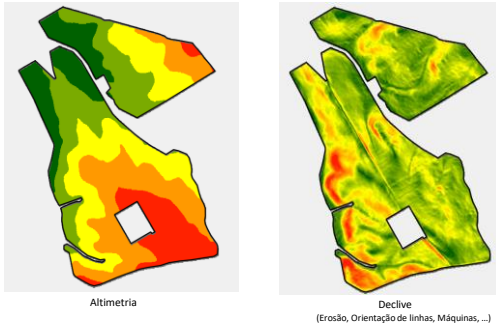 Altimetria
Declive
(Erosão, Orientação de linhas, Máquinas, ...)